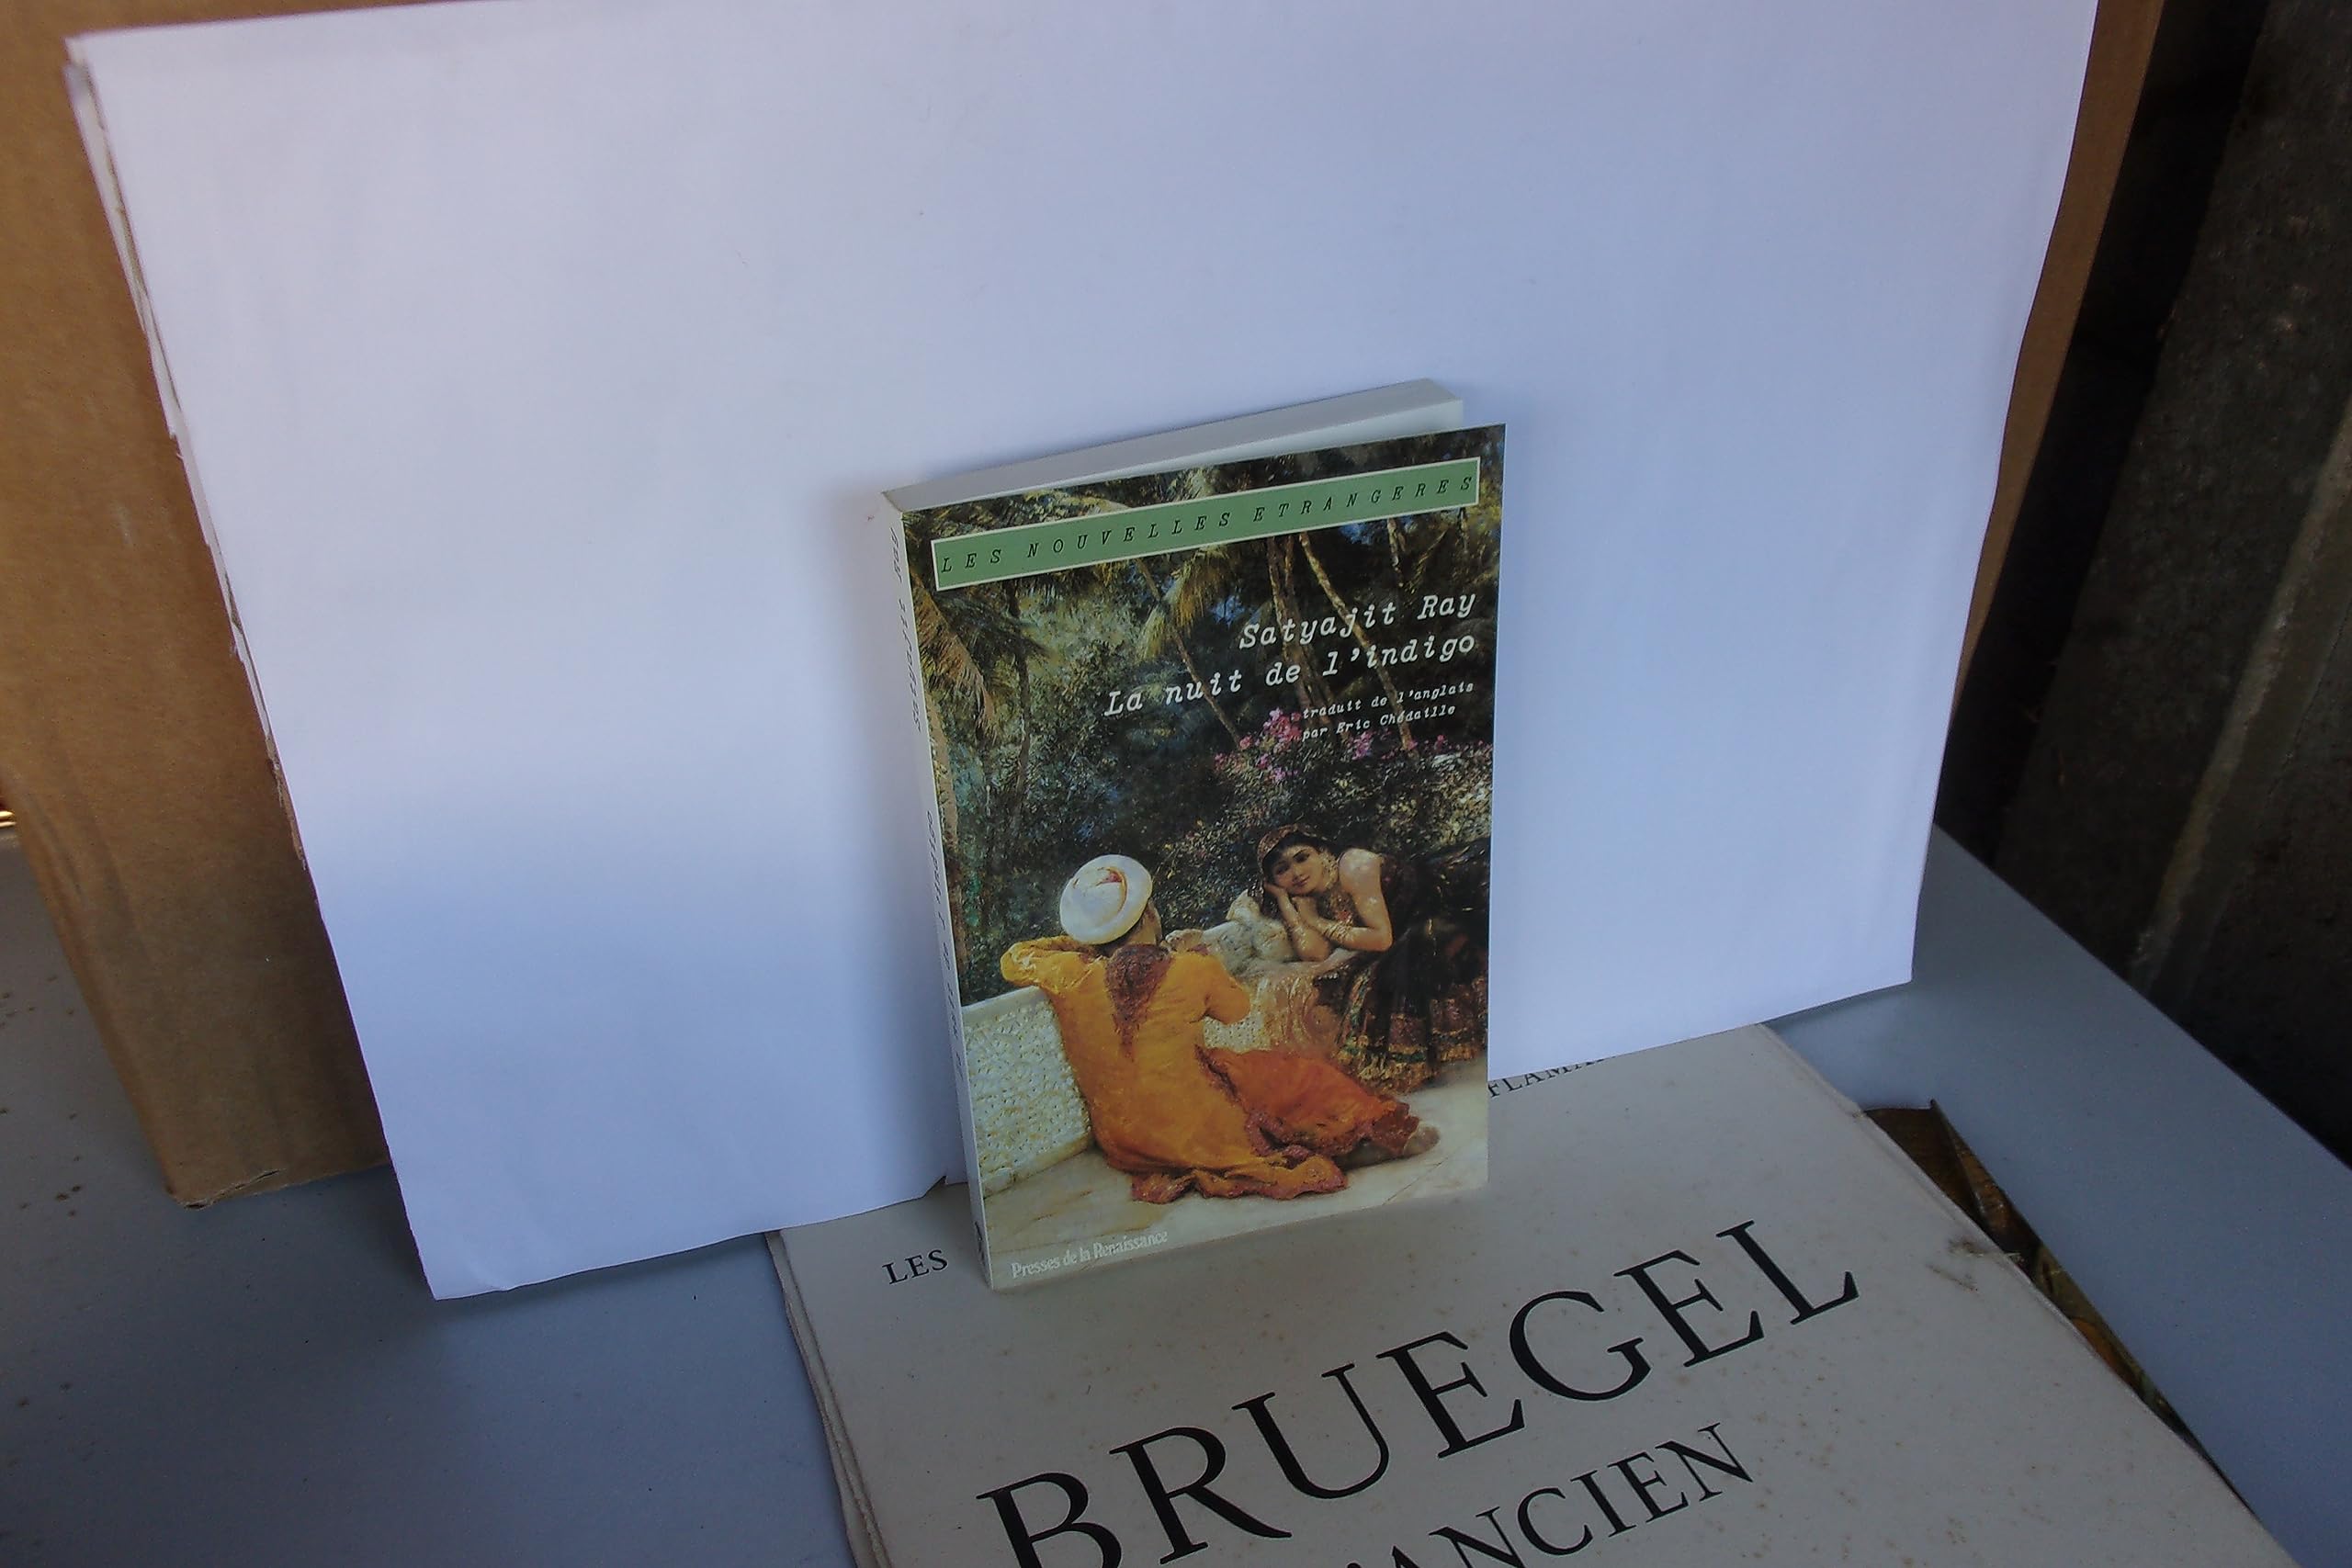 LES NOUVELLES ETRANGERES
Satyajit Ray
La nuit de l'indigo
traduit de l'anglais
par Eric Chédaille
Presses de la Renaissance
LES
BRUEGEL
L'ANCIEN